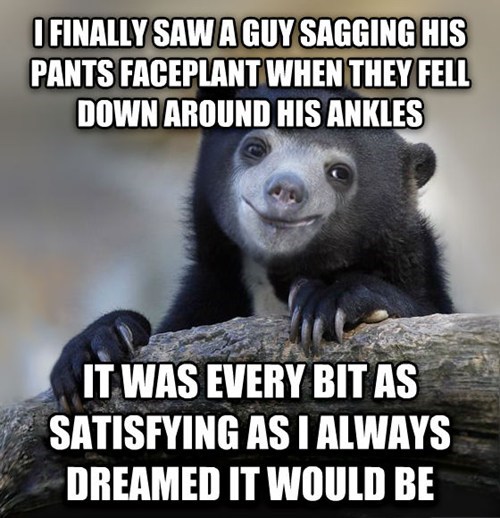 I FINALLY SAW A GUY SAGGING HIS
PANTS FACEPLANT WHEN THEY FELL
DOWN AROUND HIS ANKLES
IT WAS EVERY BIT AS
SATISFYING AS I ALWAYS
DREAMED IT WOULD BE